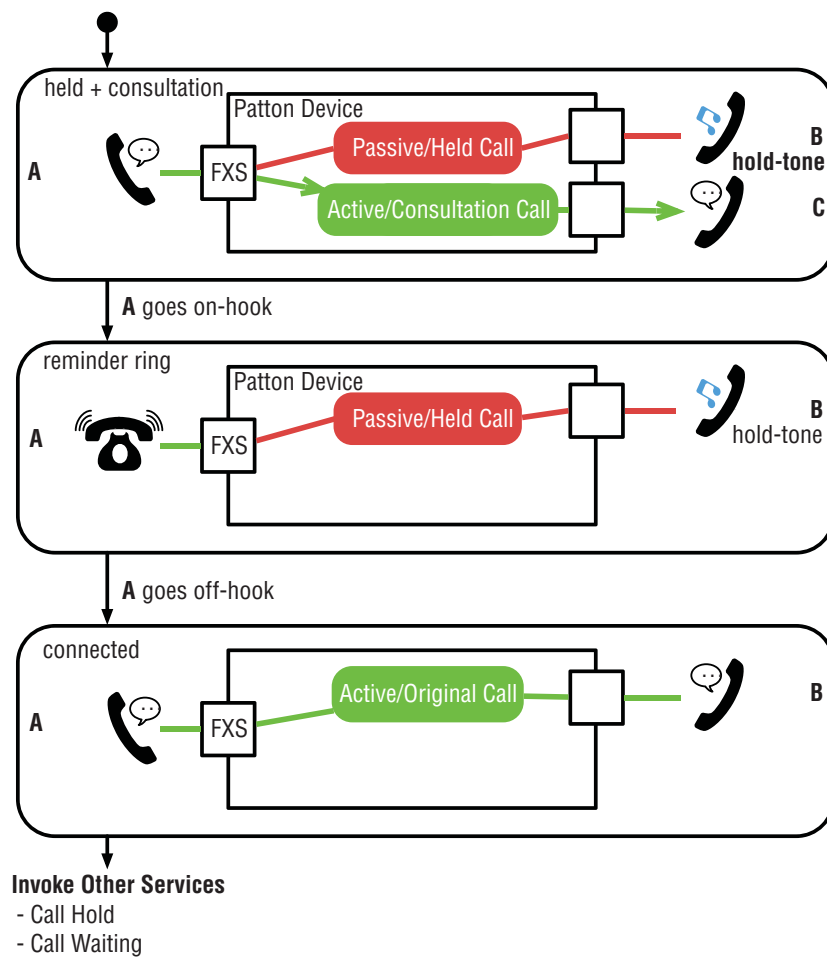 held + consultation
Patton Device
Passive/Held Call
B
hold-tone
A
FXS
Active/Consultation Call
C
A goes on-hook
reminder ring
Patton Device
Passive/Held Call
B
hold-tone
A
FXS
A goes off-hook
connected
Active/Original Call
A
FXS
B
Invoke Other Services
- Call Hold
- Call Waiting